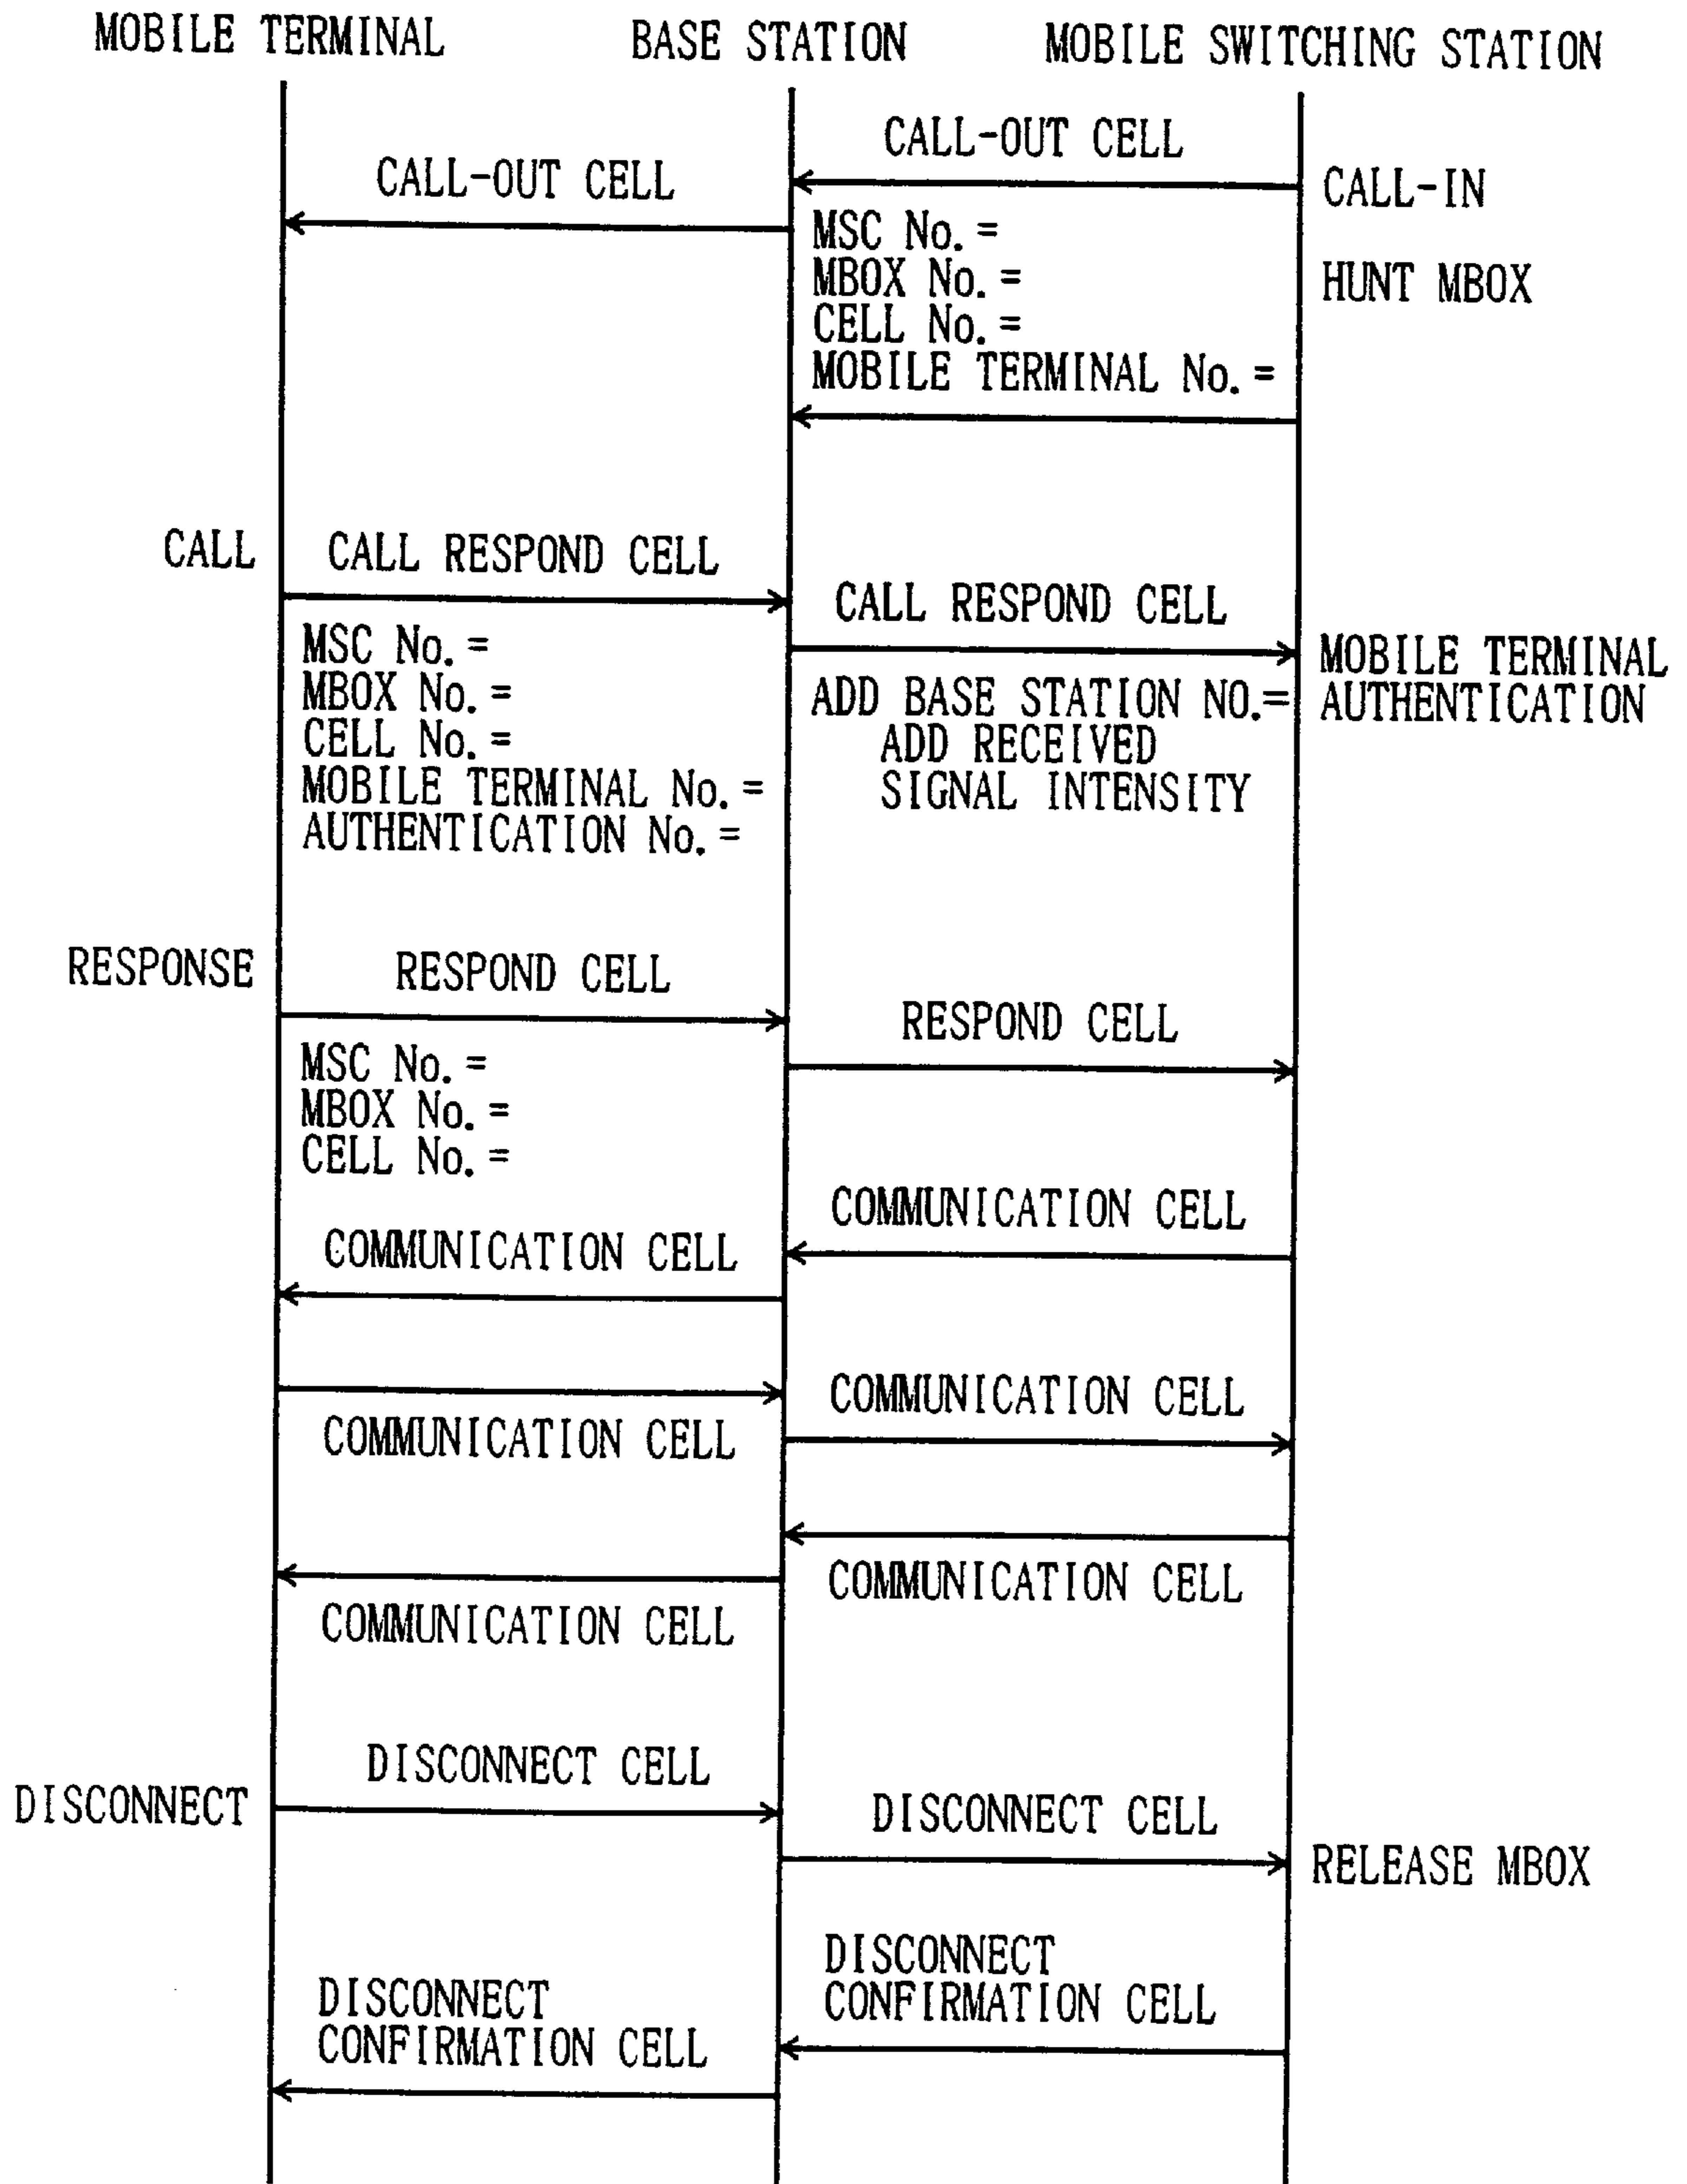 MOBILE TERMINAL
BASE STATION
MOBILE SWITCHING STATION
CALL-OUT CELL
CALL-OUT CELL
CALL-IN
MSC No. =
MBOX No. =
HUNT MBOX
CELL No. =
MOBILE TERMINAL No. =
CALL
CALL RESPOND CELL
CALL RESPOND CELL
MSC No. =
MBOX No. =
CELL No. =
MOBILE TERMINAL No. =
AUTHENTICATION No. =
ADD BASE STATION NO.=
ADD RECEIVED
SIGNAL INTENSITY
MOBILE TERMINAL
AUTHENTICATION
RESPONSE
RESPOND CELL
RESPOND CELL
MSC No. =
MBOX No. =
CELL No. =
COMMUNICATION CELL
COMMUNICATION CELL
COMMUNICATION CELL
COMMUNICATION CELL
COMMUNICATION CELL
COMMUNICATION CELL
DISCONNECT CELL
DISCONNECT
DISCONNECT CELL
RELEASE MBOX
DISCONNECT
CONFIRMATION CELL
DISCONNECT
CONFIRMATION CELL